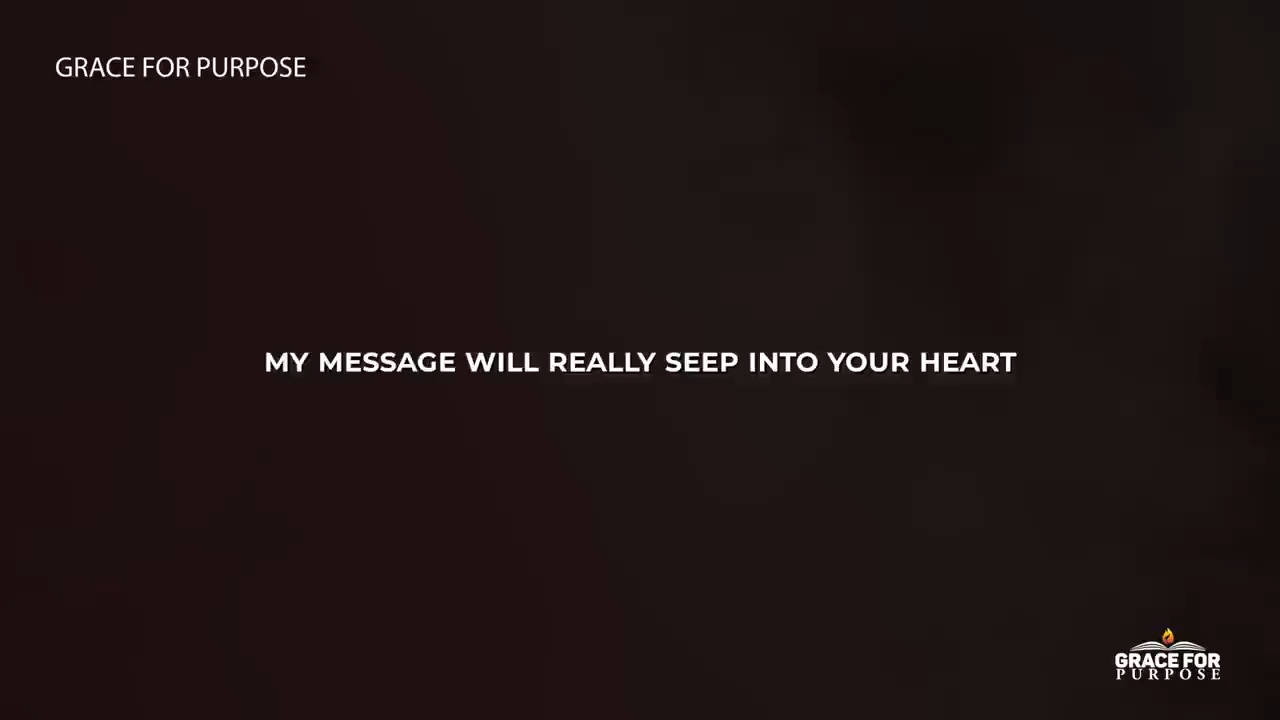 GRACE FOR PURPOSE
MY MESSAGE WILL REALLY SEEP INTO YOUR HEART
GRACE FOR
PURPOSE